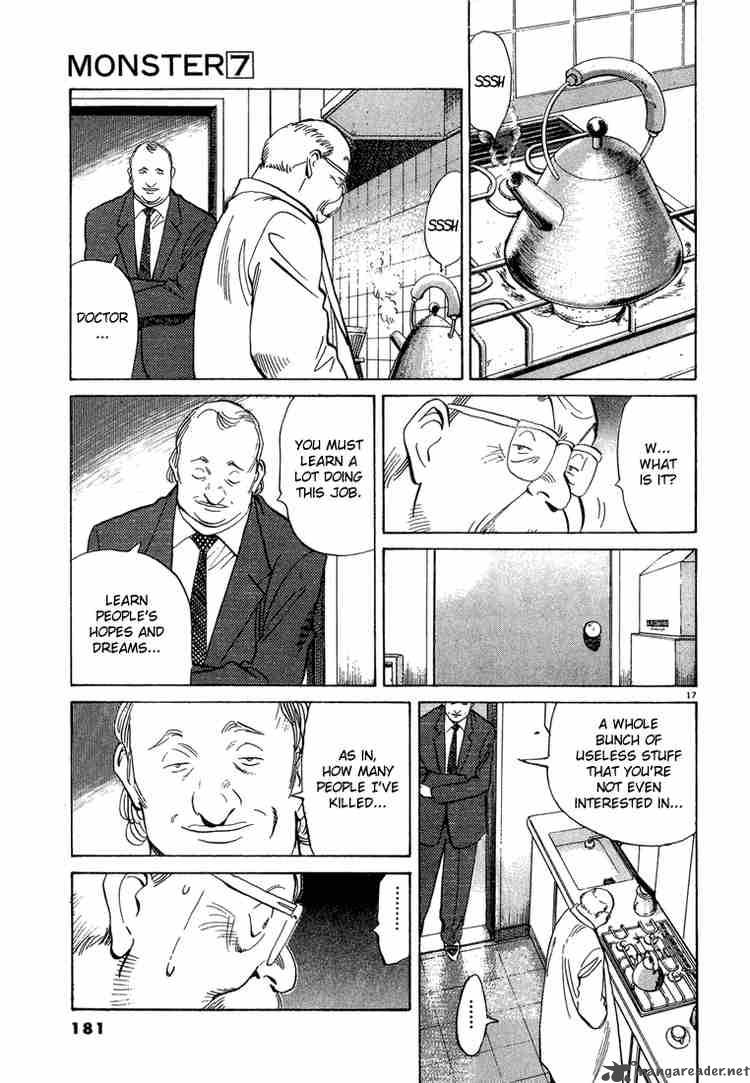 MONSTER 7
SSSH
SSSH
DOCTOR
...
W...
WHAT
IS IT?
YOU MUST
LEARN A
LOT DOING
THIS JOB.
LEARN
PEOPLE'S
HOPES AND
DREAMS...
17
A WHOLE
BUNCH OF
USELESS STUFF
THAT YOU'RE
NOT EVEN
INTERESTED IN...
AS IN,
HOW MANY
PEOPLE I'VE
KILLED...
........
........
181